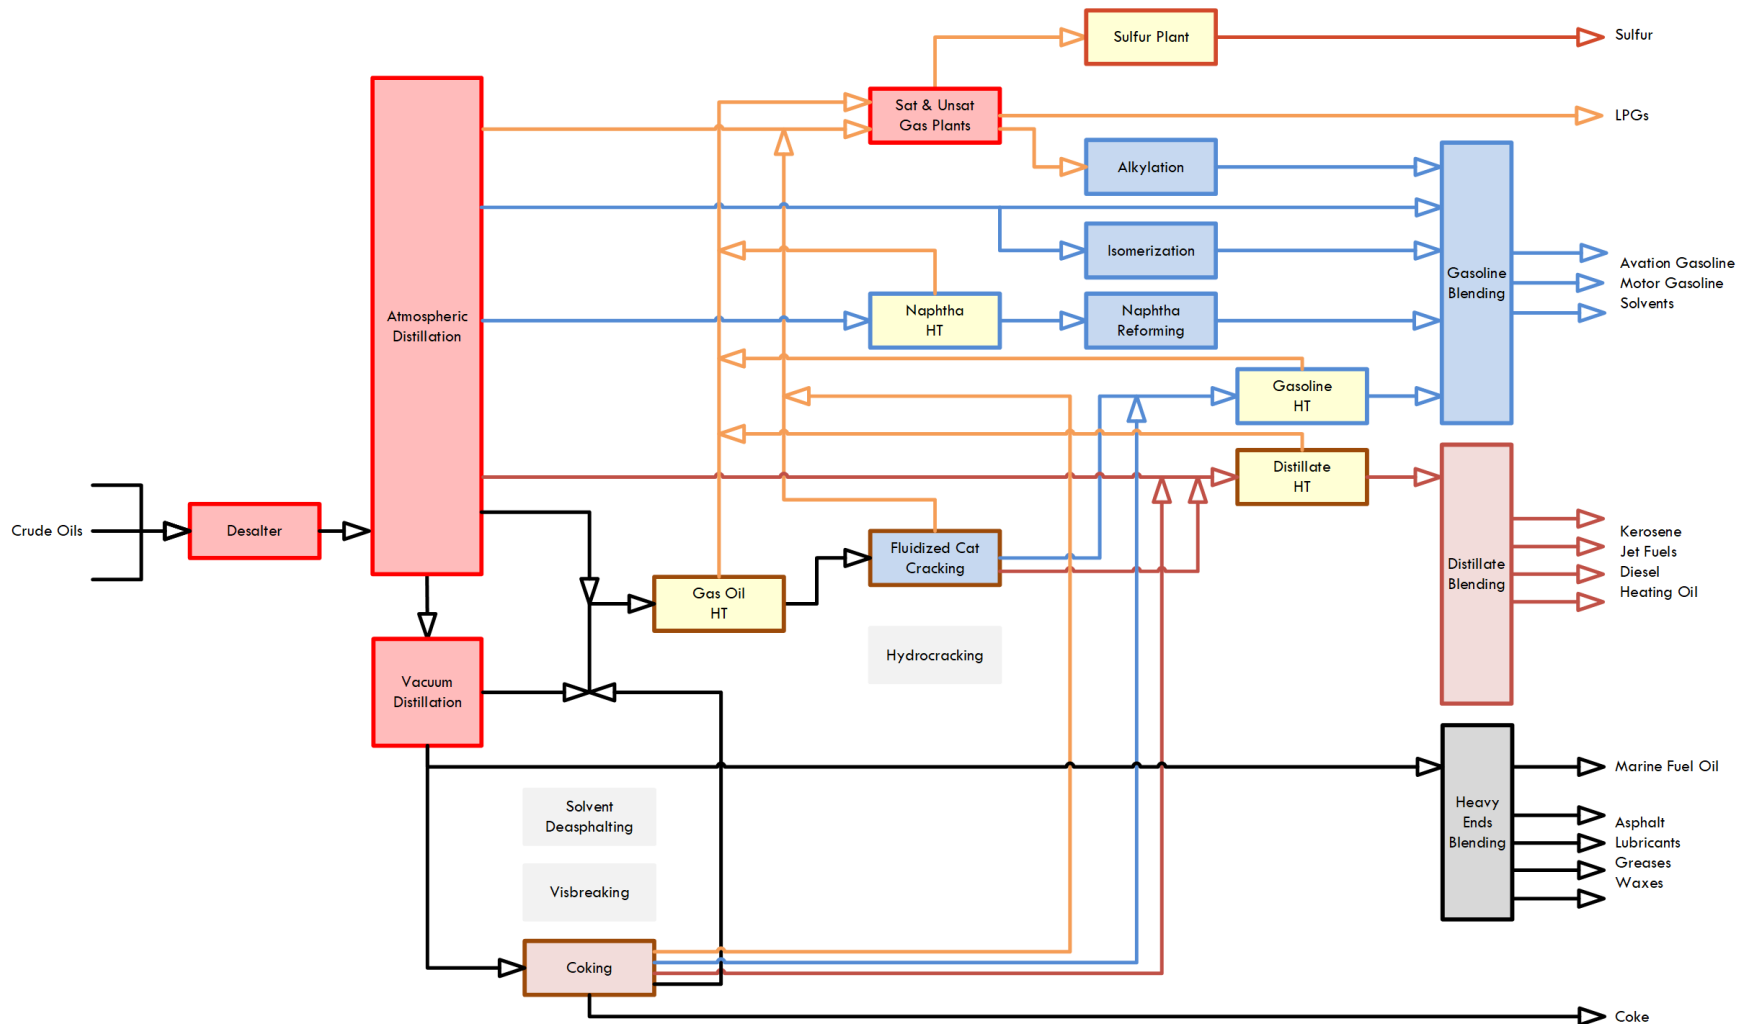 Sulfur Plant
Sulfur
Sat & Unsat
Gas Plants
LPGs
Alkylation
Isomerization
Gasoline
Blending
Avation Gasoline
Motor Gasoline
Solvents
Atmospheric
Distillation
Naphtha
HT
Naphtha
Reforming
Gasoline
HT
Distillate
HT
Crude Oils
Desalter
Fluidized Cat
Cracking
Gas Oil
HT
Distillate
Blending
Kerosene
Jet Fuels
Diesel
Heating Oil
Hydrocracking
Vacuum
Distillation
Marine Fuel Oil
Solvent
Deasphalting
Heavy
Ends
Blending
Asphalt
Lubricants
Greases
Waxes
Visbreaking
Coking
Coke